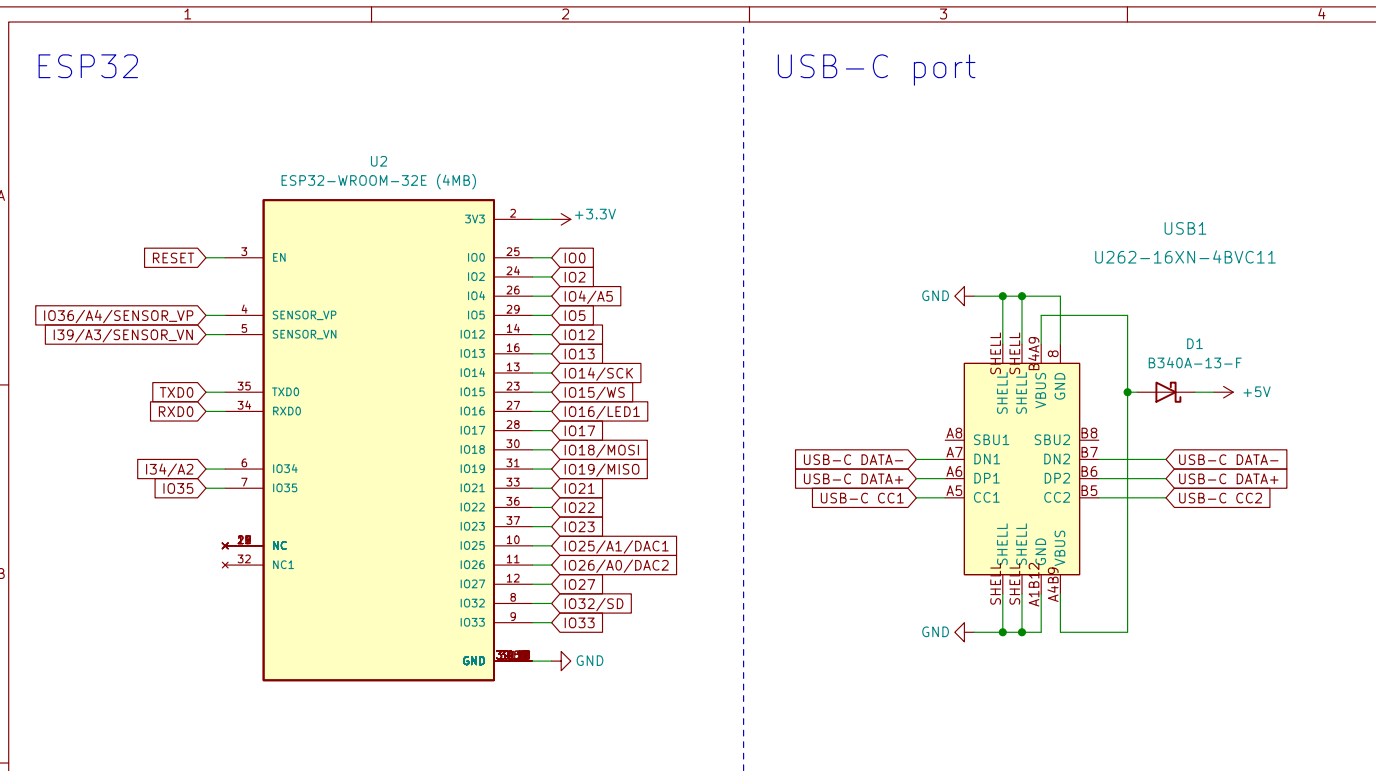 1
2
3
4
A
B
ESP32
USB-C port
U2
ESP32-WROOM-32E (4MB)
3V3 2 +3.3V
RESET 3 EN
IO36/A4/SENSOR_VP 4 SENSOR_VP
I39/A3/SENSOR_VN 5 SENSOR_VN
TXD0 35 TXD0
RXD0 34 RXD0
I34/A2 6 IO34
IO35 7 IO35
NC
32 NC1
IO0 25 IO0
IO2 24 IO2
IO4 26 IO4/A5
IO5 29 IO5
IO12 14 IO12
IO13 16 IO13
IO14 13 IO14/SCK
IO15 23 IO15/WS
IO16 27 IO16/LED1
IO17 28 IO17
IO18 30 IO18/MOSI
IO19 31 IO19/MISO
IO21 33 IO21
IO22 36 IO22
IO23 37 IO23
IO25 10 IO25/A1/DAC1
IO26 11 IO26/A0/DAC2
IO27 12 IO27
IO32 8 IO32/SD
IO33 9 IO33
GND GND
USB1
U262-16XN-4BVC11
GND
SHELL SHELL B4A9 8
SHELL SHELL VBUS GND
D1
B340A-13-F
+5V
A8 SBU1 SBU2 B8
USB-C DATA- A7 DN1 DN2 B7 USB-C DATA-
USB-C DATA+ A6 DP1 DP2 B6 USB-C DATA+
USB-C CC1 A5 CC1 CC2 B5 USB-C CC2
SHELL SHELL GND VBUS
SHELL SHELL A1B12 A4B9
GND